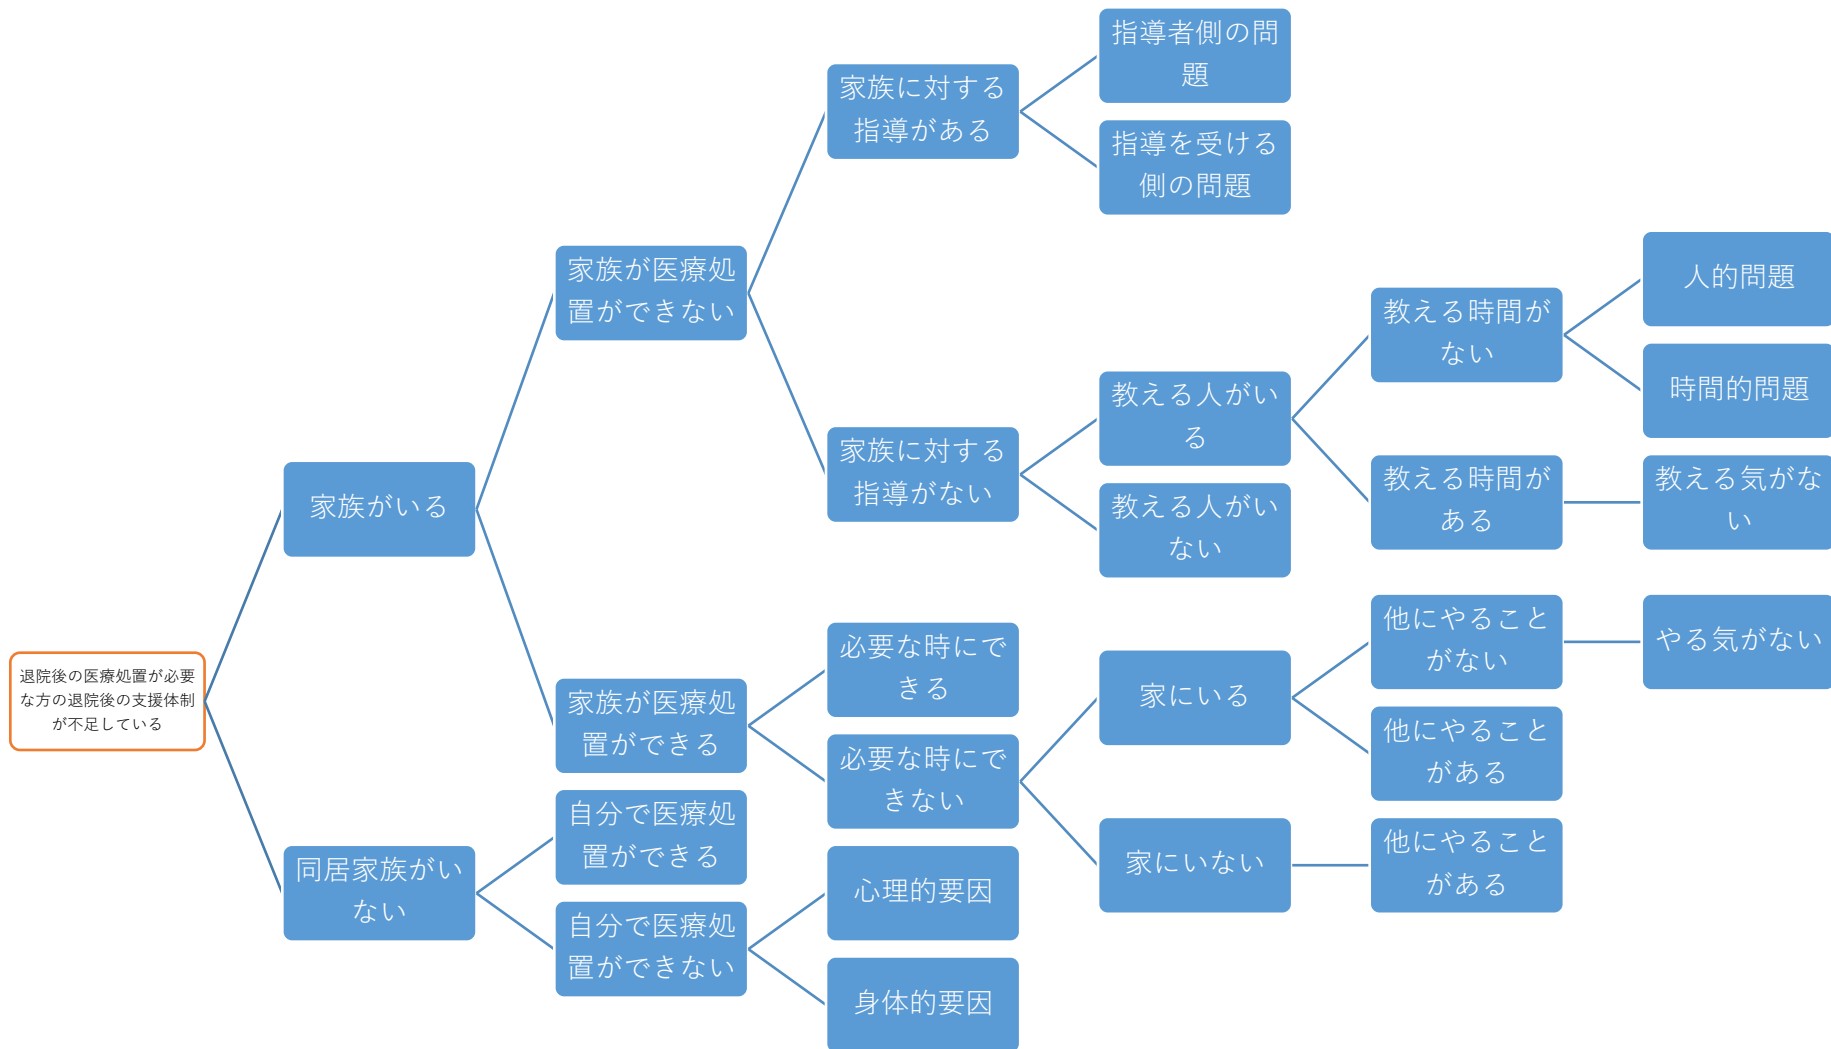 指導者側の問
題
家族に対する
指導がある
指導を受ける
側の問題
家族が医療処
置ができない
人的問題
教える時間が
ない
時間的問題
教える人がい
る
家族に対する
指導がない
教える時間が
ある
教える気がな
い
教える人がい
ない
家族がいる
退院後の医療処置が必要
な方の退院後の支援体制
が不足している
家族が医療処
置ができる
必要な時にで
きる
必要な時にで
きない
家にいる
他にやること
がない
やる気がない
他にやること
がある
家にいない
他にやること
がある
同居家族がい
ない
自分で医療処
置ができる
自分で医療処
置ができない
心理的要因
身体的要因